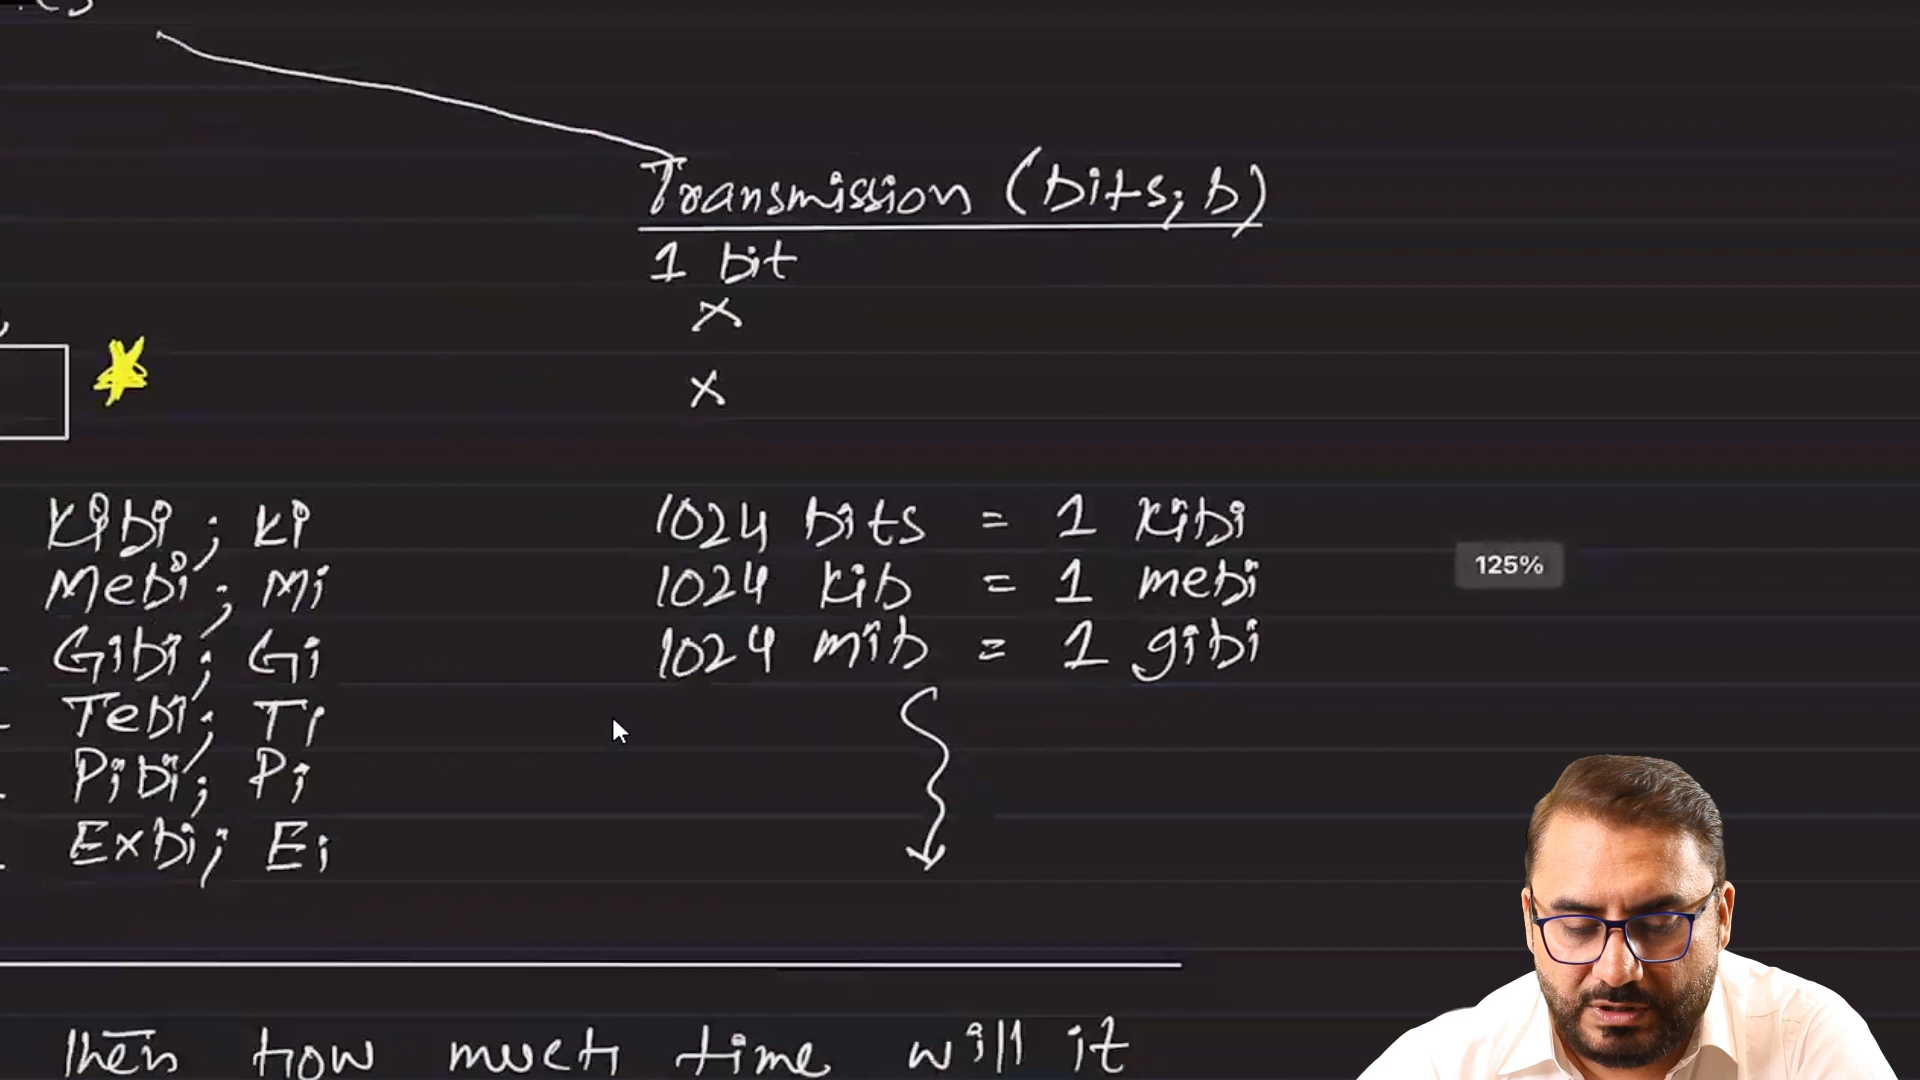 Transmission (bits; b)
1 bit
x
x
Kibi; Ki
Mebi; Mi
Gibi; Gi
Tebi; Ti
Pibi; Pi
Exbi; Ei
1024 bits = 1 kibi
1024 kib = 1 mebi
1024 mib = 1 gibi
125%
then how much time will it